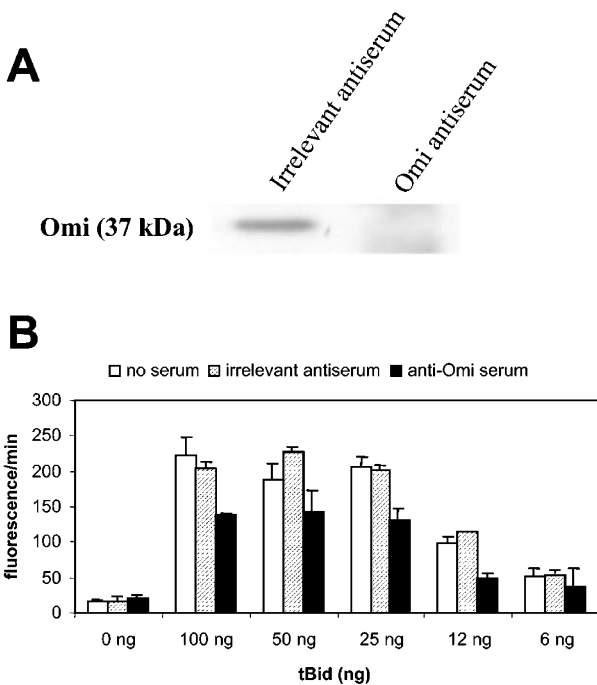 A
Irrelevant antiserum
Omi antiserum
Omi (37 kDa)
B
no serum irrelevant antiserum anti-Omi serum
300
250
200
150
100
50
0
fluorescence/min
0 ng 100 ng 50 ng 25 ng 12 ng 6 ng
tBid (ng)